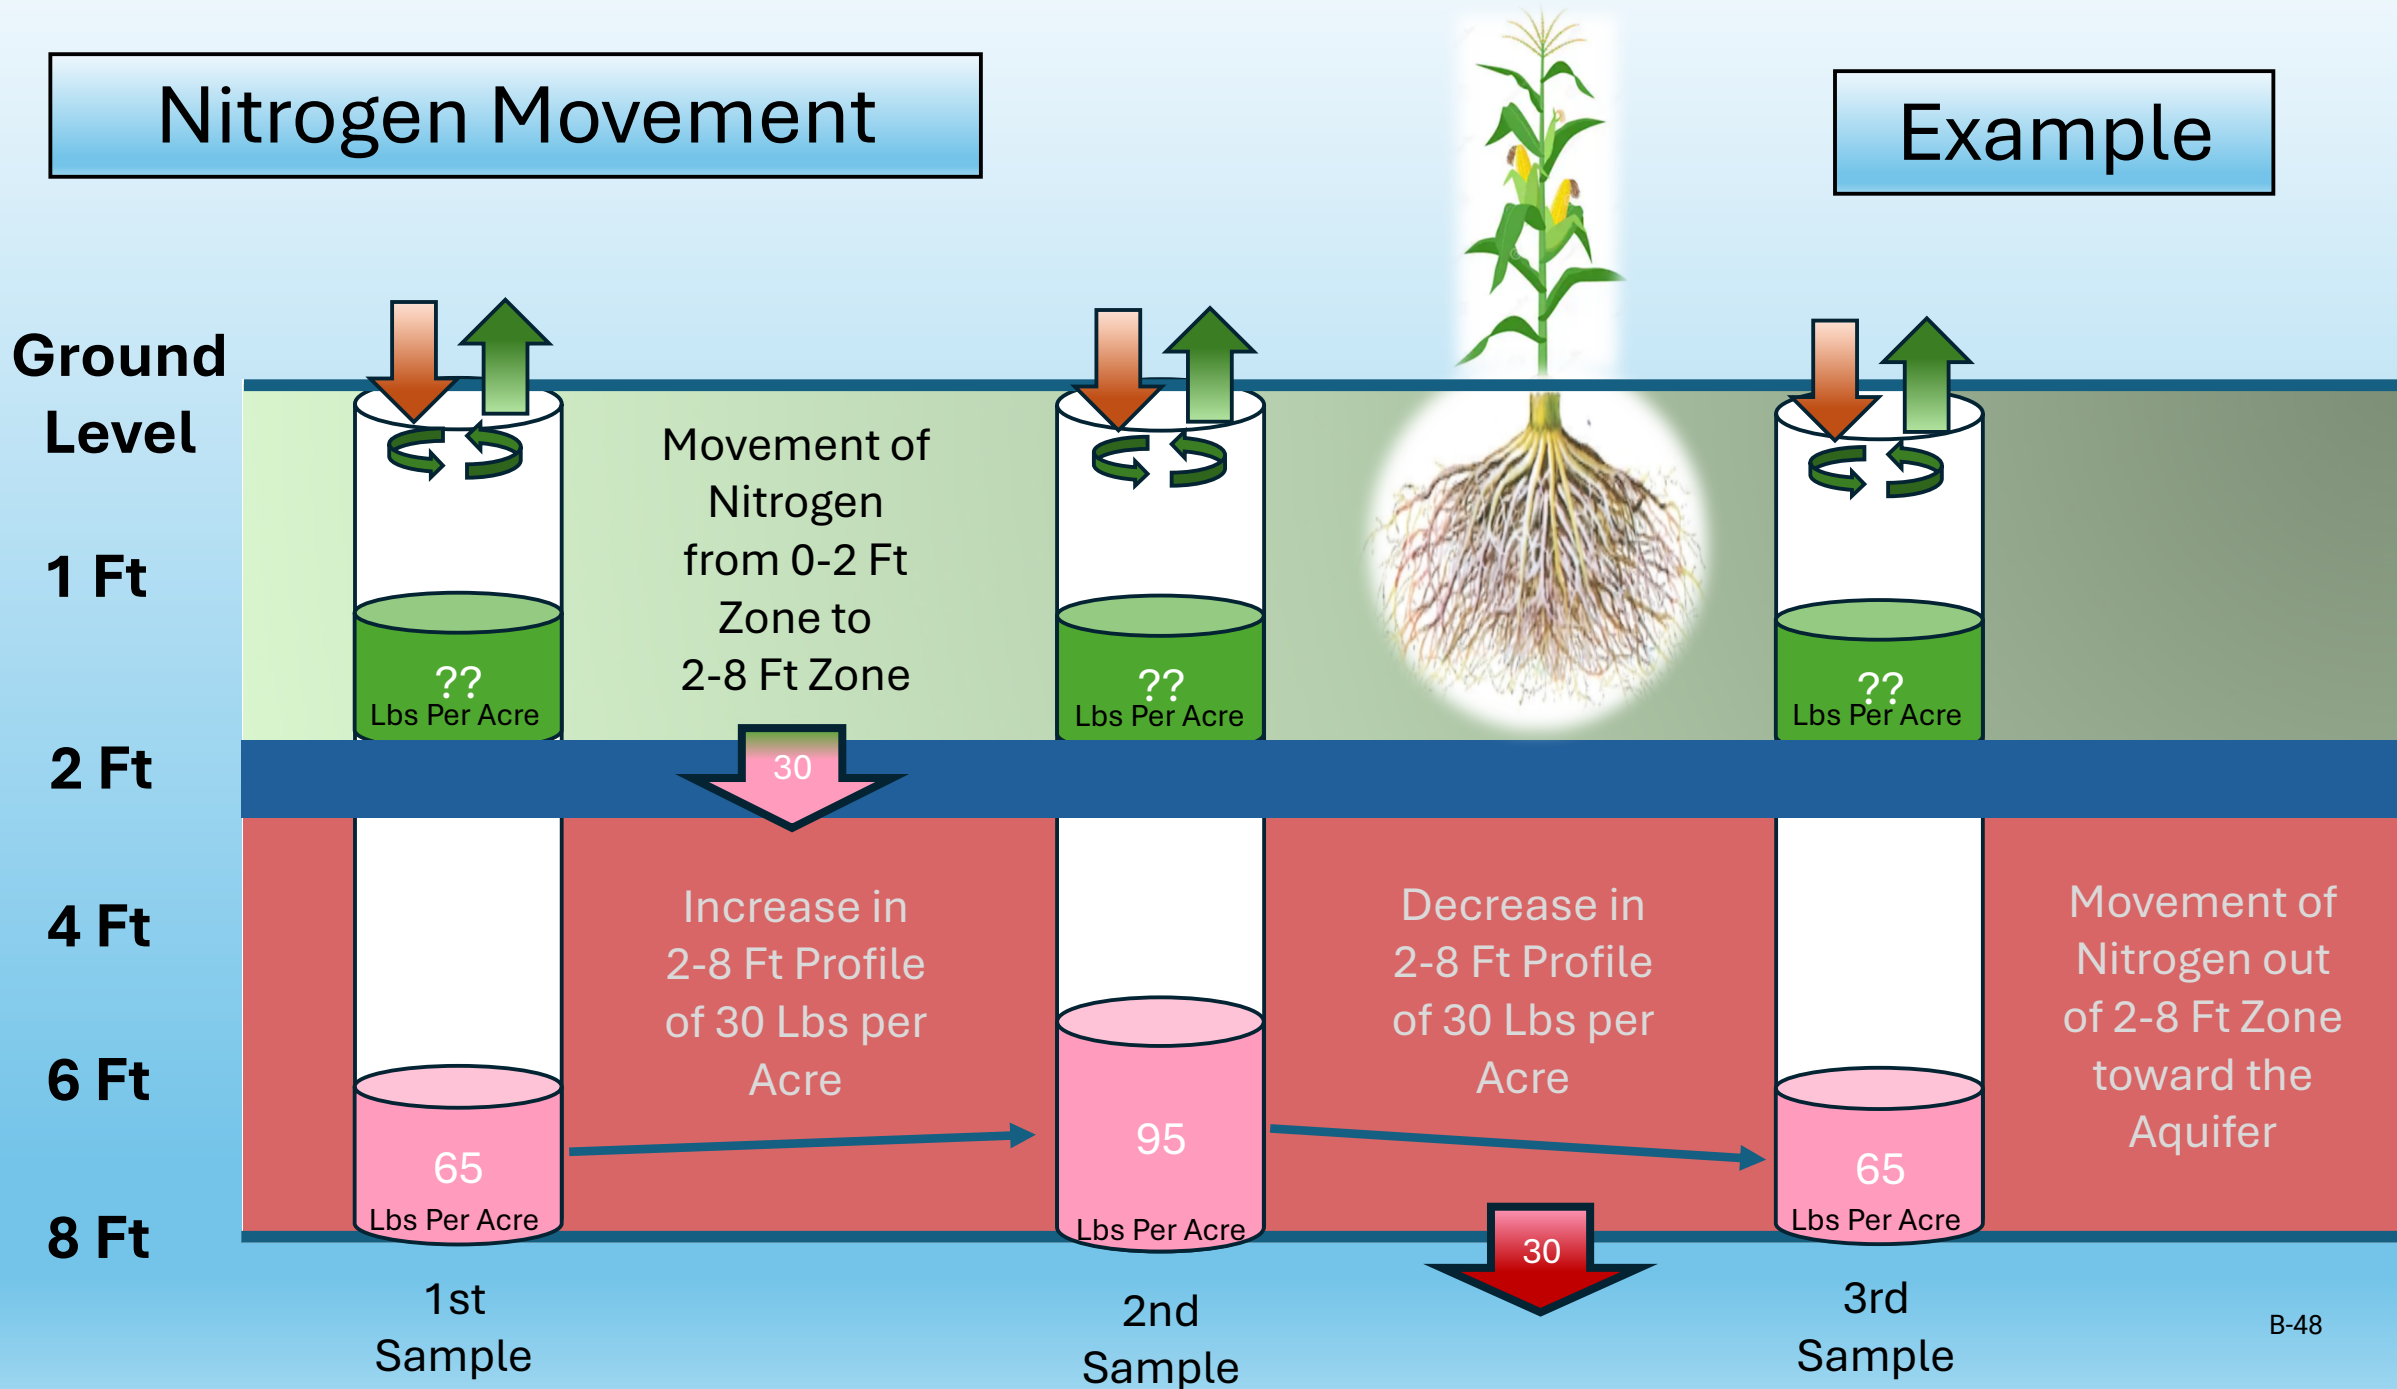 Nitrogen Movement
Example
Ground
Level
1 Ft
2 Ft
4 Ft
6 Ft
8 Ft
??
Lbs Per Acre
Movement of
Nitrogen
from 0-2 Ft
Zone to
2-8 Ft Zone
30
??
Lbs Per Acre
??
Lbs Per Acre
65
Lbs Per Acre
Increase in
2-8 Ft Profile
of 30 Lbs per
Acre
95
Lbs Per Acre
Decrease in
2-8 Ft Profile
of 30 Lbs per
Acre
30
65
Lbs Per Acre
Movement of
Nitrogen out
of 2-8 Ft Zone
toward the
Aquifer
1st
Sample
2nd
Sample
3rd
Sample
B-48